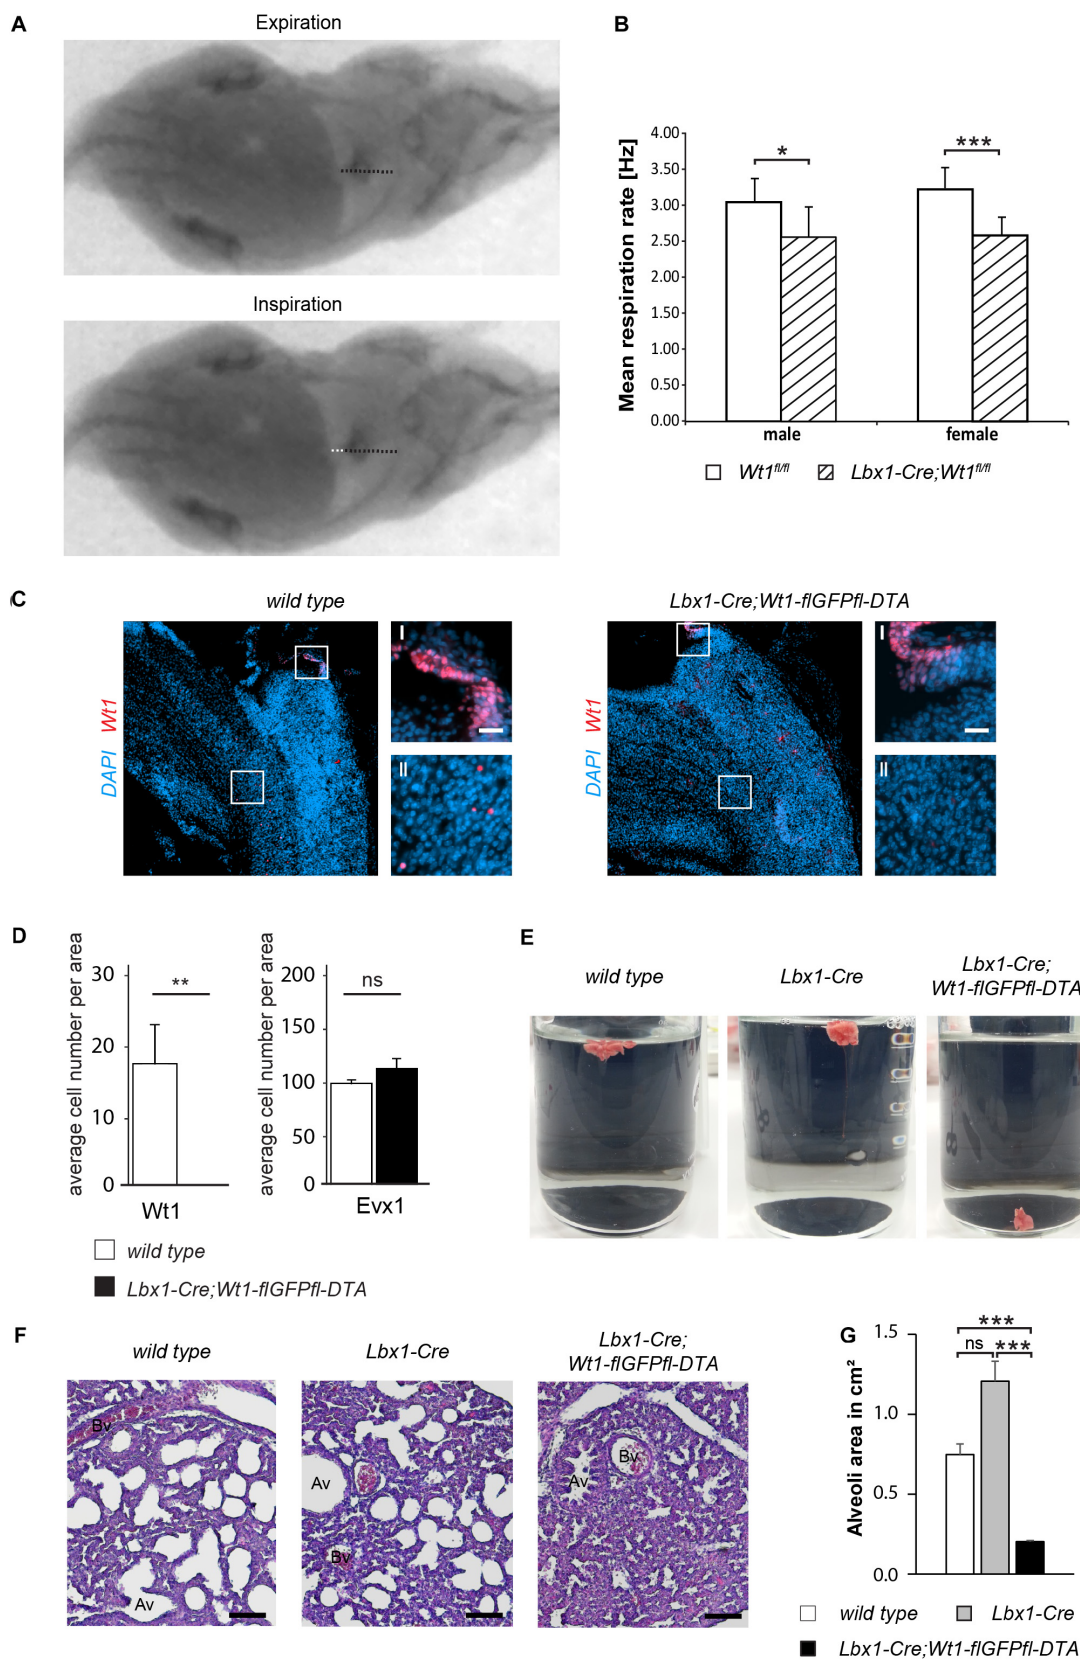 A
Expiration
Inspiration
B
Mean respiration rate [Hz]
4.00
3.50
3.00
2.50
2.00
1.50
1.00
0.50
0.00
*
***
male
female
Wt1fl/fl
Lbx1-Cre;Wt1fl/fl
C
wild type
Lbx1-Cre;Wt1-flGFPfl-DTA
DAPI Wt1
I
II
DAPI Wt1
I
II
D
average cell number per area
30
20
10
0
**
Wt1
average cell number per area
200
150
100
50
0
ns
Evx1
wild type
Lbx1-Cre;Wt1-flGFPfl-DTA
E
wild type
Lbx1-Cre
Lbx1-Cre;
Wt1-flGFPfl-DTA
F
wild type
Lbx1-Cre
Lbx1-Cre;
Wt1-flGFPfl-DTA
Bv
Av
Av
Bv
Bv
Av
G
Alveoli area in cm²
1.5
1.0
0.5
0.0
***
ns
***
wild type
Lbx1-Cre
Lbx1-Cre;Wt1-flGFPfl-DTA